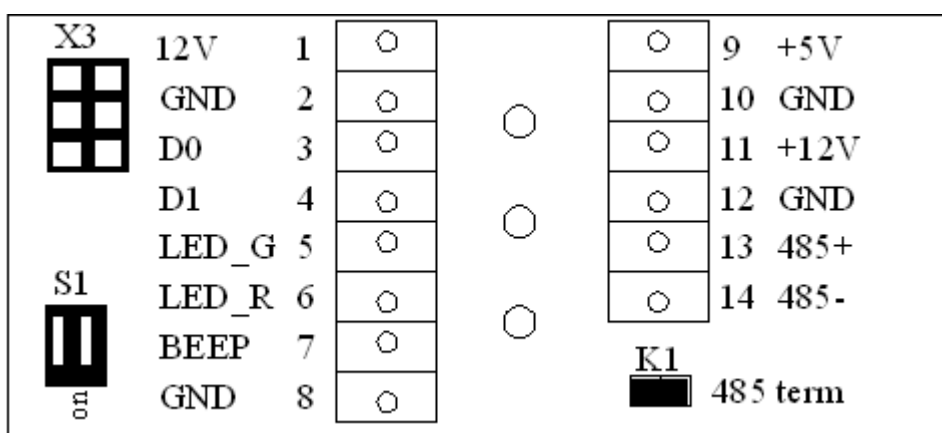 X3
12V 1
GND 2
D0 3
D1 4
LED_G 5
LED_R 6
BEEP 7
GND 8
S1
on
9 +5V
10 GND
11 +12V
12 GND
13 485+
14 485-
K1
485 term